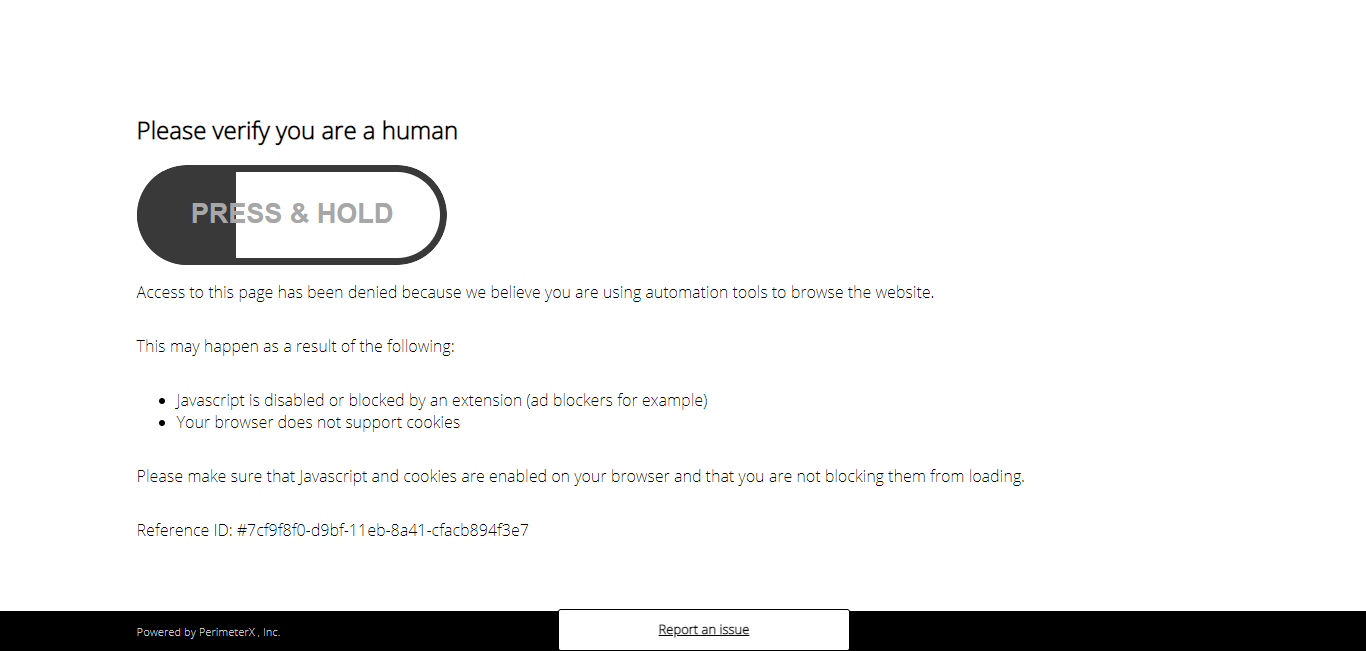 Please verify you are a human
PRESS & HOLD
Access to this page has been denied because we believe you are using automation tools to browse the website.
This may happen as a result of the following:
Javascript is disabled or blocked by an extension (ad blockers for example)
Your browser does not support cookies
Please make sure that Javascript and cookies are enabled on your browser and that you are not blocking them from loading.
Reference ID: #7cf9f8f0-d9bf-11eb-8a41-cfacb894f3e7
Powered by PerimeterX , Inc.
Report an issue